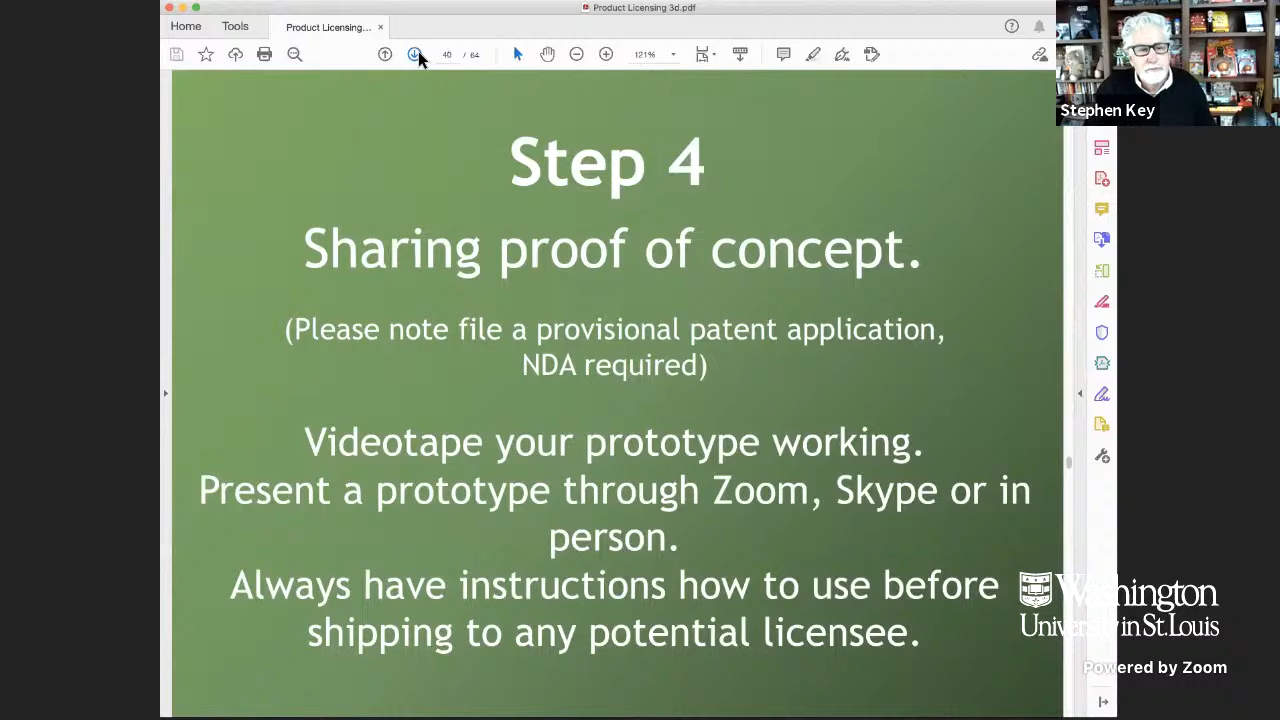 Product Licensing 3d.pdf
Home
Tools
Product Licensing... ×
40 / 64
121%
Stephen Key
Step 4
Sharing proof of concept.
(Please note file a provisional patent application,
NDA required)
Videotape your prototype working.
Present a prototype through Zoom, Skype or in
person.
Always have instructions how to use before
shipping to any potential licensee.
Washington
University in St.Louis
Powered by Zoom